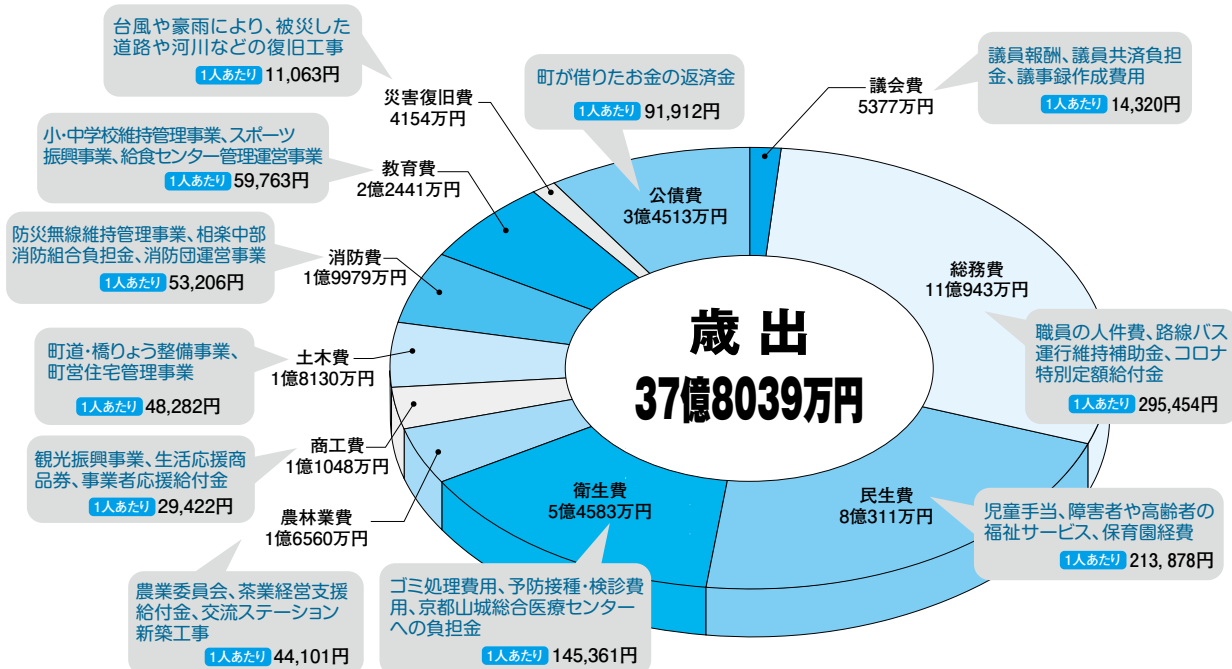 歳出
37億8039万円
議会費
5377万円
議員報酬、議員共済負担
金、議事録作成費用
1人あたり 14,320円
総務費
11億943万円
職員の人件費、路線バス
運行維持補助金、コロナ
特別定額給付金
1人あたり 295,454円
民生費
8億311万円
児童手当、障害者や高齢者の
福祉サービス、保育園経費
1人あたり 213, 878円
衛生費
5億4583万円
ゴミ処理費用、予防接種・検診費
用、京都山城総合医療センター
への負担金
1人あたり 145,361円
農林業費
1億6560万円
農業委員会、茶業経営支援
給付金、交流ステーション
新築工事
1人あたり 44,101円
商工費
1億1048万円
観光振興事業、生活応援商
品券、事業者応援給付金
1人あたり 29,422円
土木費
1億8130万円
町道・橋りょう整備事業、
町営住宅管理事業
1人あたり 48,282円
消防費
1億9979万円
防災無線維持管理事業、相楽中部
消防組合負担金、消防団運営事業
1人あたり 53,206円
教育費
2億2441万円
小・中学校維持管理事業、スポーツ
振興事業、給食センター管理運営事業
1人あたり 59,763円
災害復旧費
4154万円
台風や豪雨により、被災した
道路や河川などの復旧工事
1人あたり 11,063円
公債費
3億4513万円
町が借りたお金の返済金
1人あたり 91,912円